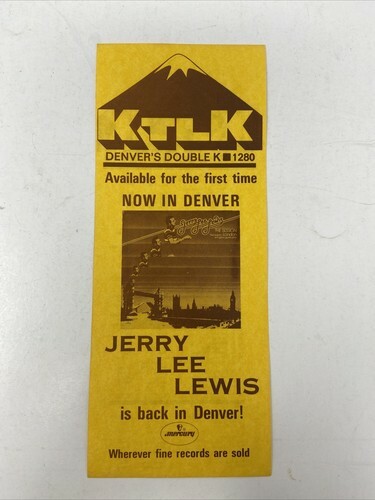 KTLK
DENVER'S DOUBLE K■1280
Available for the first time
NOW IN DENVER
JERRY
LEE
LEWIS
is back in Denver!
mercury
Wherever fine records are sold